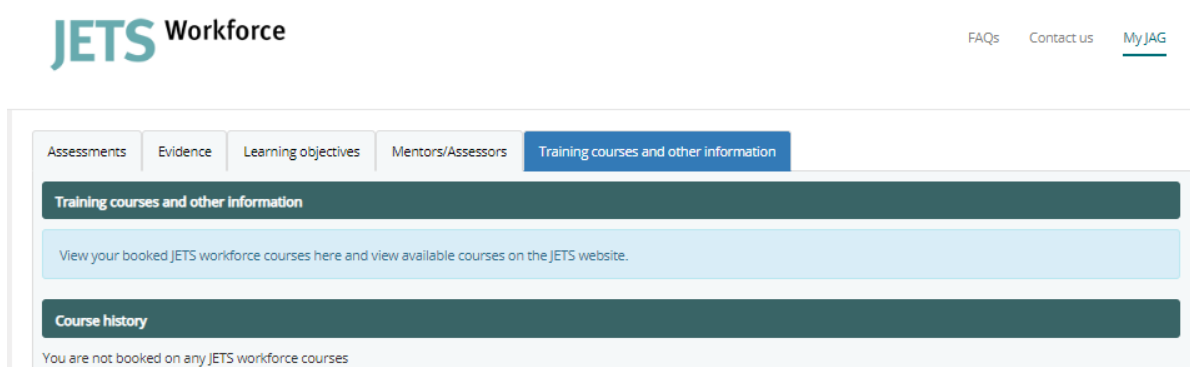 JETS Workforce
FAQs Contact us My JAG
Assessments Evidence Learning objectives Mentors/Assessors Training courses and other information
Training courses and other information
View your booked JETS workforce courses here and view available courses on the JETS website.
Course history
You are not booked on any JETS workforce courses